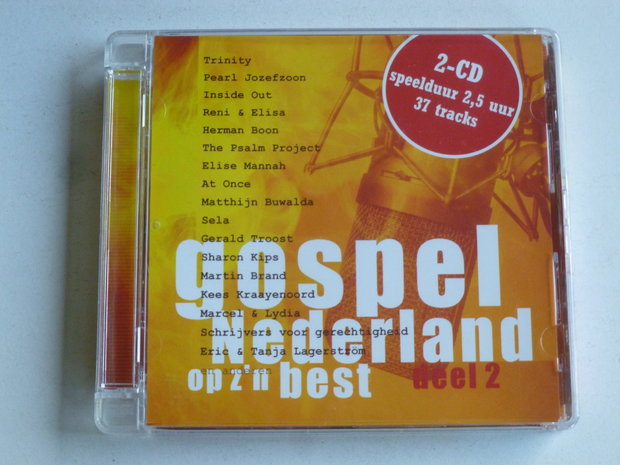 Trinity
Pearl Jozefzoon
Inside Out
Reni & Elisa
Herman Boon
The Psalm Project
Elise Mannah
At Once
Matthijn Buwalda
Sela
Gerald Troost
Sharon Kips
Martin Brand
Kees Kraayenoord
Marcel & Lydia
Schrijvers voor gerechtigheid
Eric & Tanja Lagerström
en anderen
2-CD
speelduur 2,5 uur
37 tracks
gospel
Nederland
op z'n best deel 2